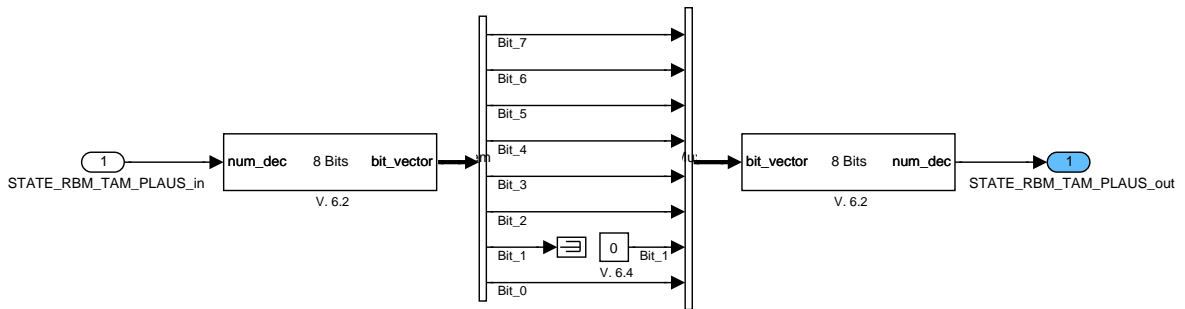 Bit_7
Bit_6
Bit_5
Bit_4
Bit_3
Bit_2
Bit_1
Bit_0
1
STATE_RBM_TAM_PLAUS_in
num_dec 8 Bits bit_vector
V. 6.2
0
Bit_1
V. 6.4
bit_vector 8 Bits num_dec
V. 6.2
1
STATE_RBM_TAM_PLAUS_out